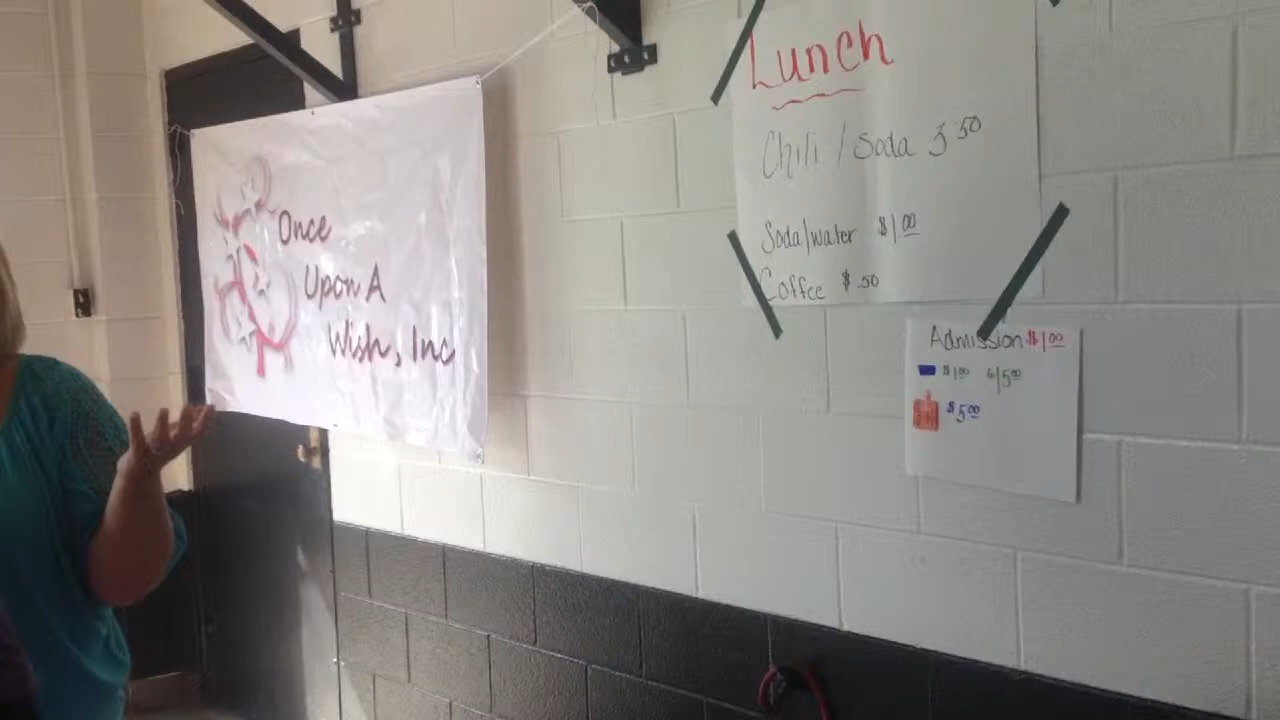 Once
Upon A
Wish, Inc
Lunch
Chili / Soda 3.50
Soda/water $1.00
Coffee $.50
Admission $1.00
$1.00 6/5.00
$5.00